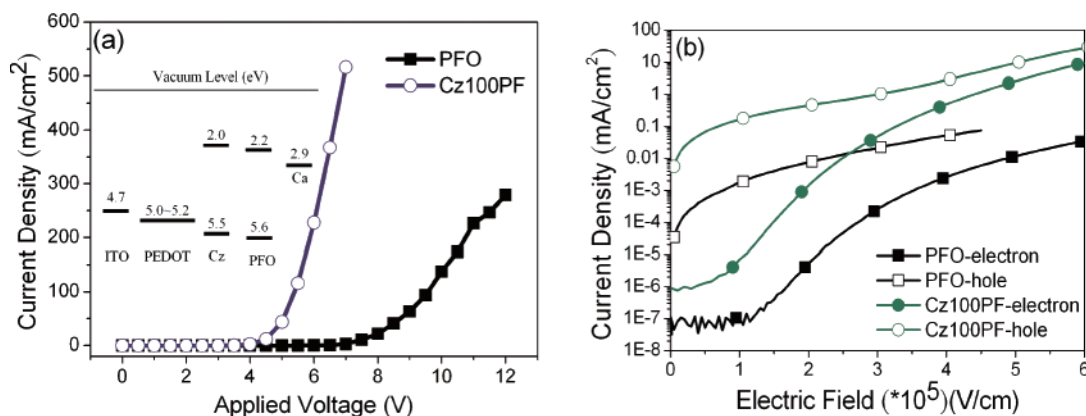 (a)
PFO
Cz100PF
Vacuum Level (eV)
2.0
2.2
2.9
Ca
4.7
5.0~5.2
5.5
5.6
ITO
PEDOT
Cz
PFO
600
500
400
300
200
100
0
0
2
4
6
8
10
12
Current Density (mA/cm²)
Applied Voltage (V)
(b)
100
10
1
0.1
0.01
1E-3
1E-4
1E-5
1E-6
1E-7
1E-8
0
1
2
3
4
5
6
PFO-electron
PFO-hole
Cz100PF-electron
Cz100PF-hole
Current Density (mA/cm²)
Electric Field (*10⁵)(V/cm)